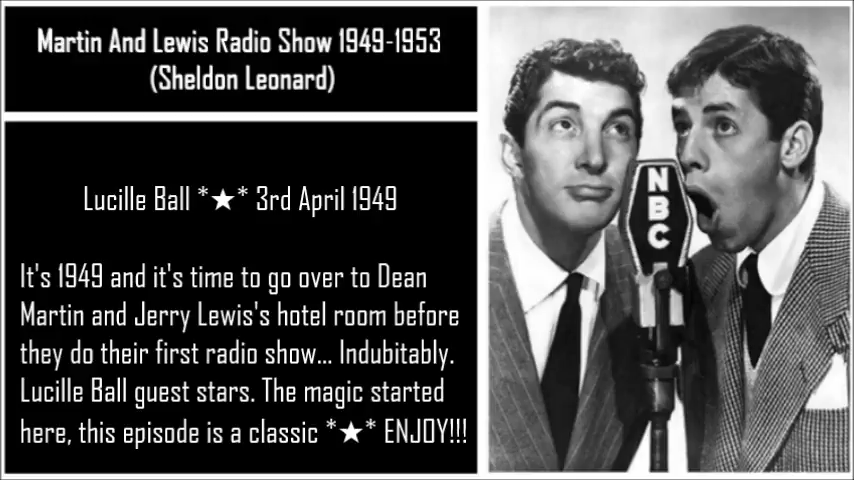 Martin And Lewis Radio Show 1949-1953
(Sheldon Leonard)
Lucille Ball *★* 3rd April 1949
It's 1949 and it's time to go over to Dean
Martin and Jerry Lewis's hotel room before
they do their first radio show... Indubitably.
Lucille Ball guest stars. The magic started
here, this episode is a classic *★* ENJOY!!!
NBC